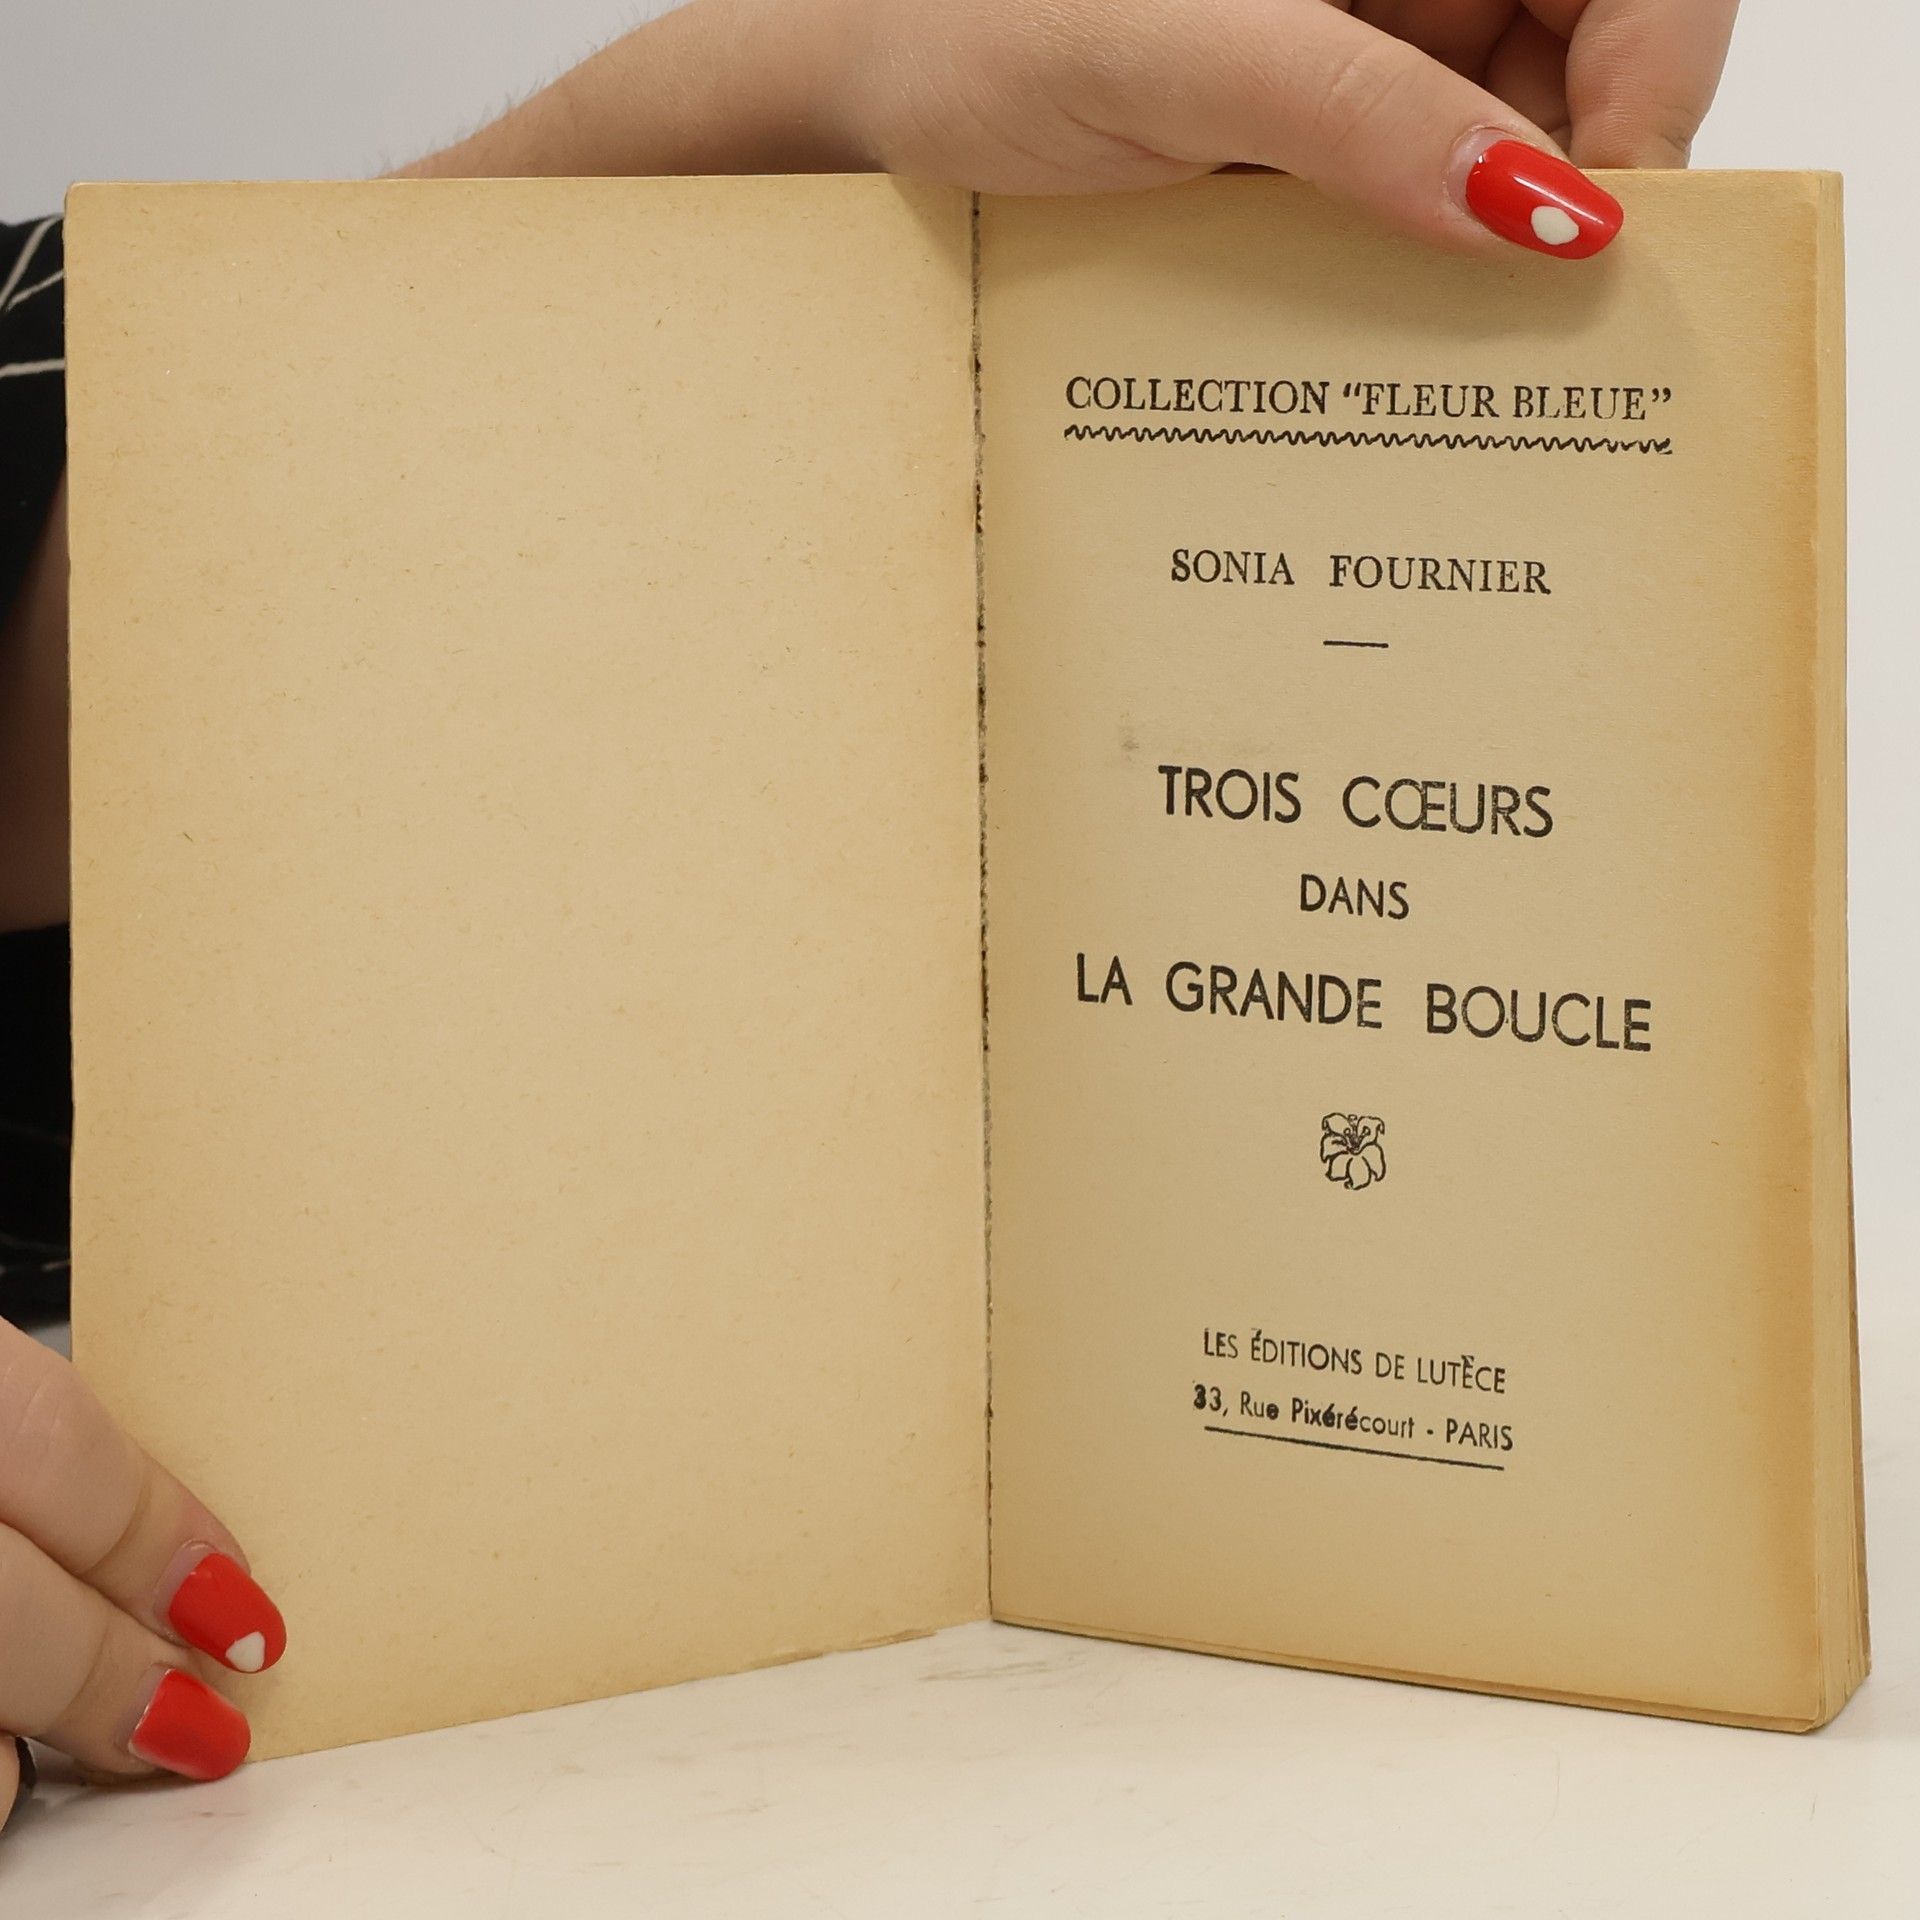 COLLECTION “FLEUR BLEUE”
SONIA FOURNIER
TROIS CŒURS
DANS
LA GRANDE BOUCLE
LES ÉDITIONS DE LUTÈCE
33, Rue Pixérécourt - PARIS